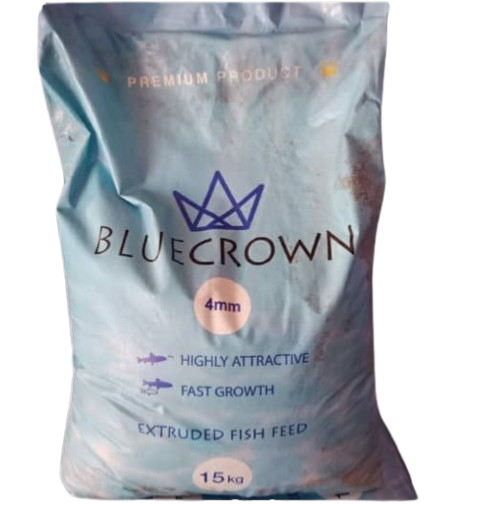 PREMIUM PRODUCT
BLUECROWN
4mm
HIGHLY ATTRACTIVE
FAST GROWTH
EXTRUDED FISH FEED
15kg